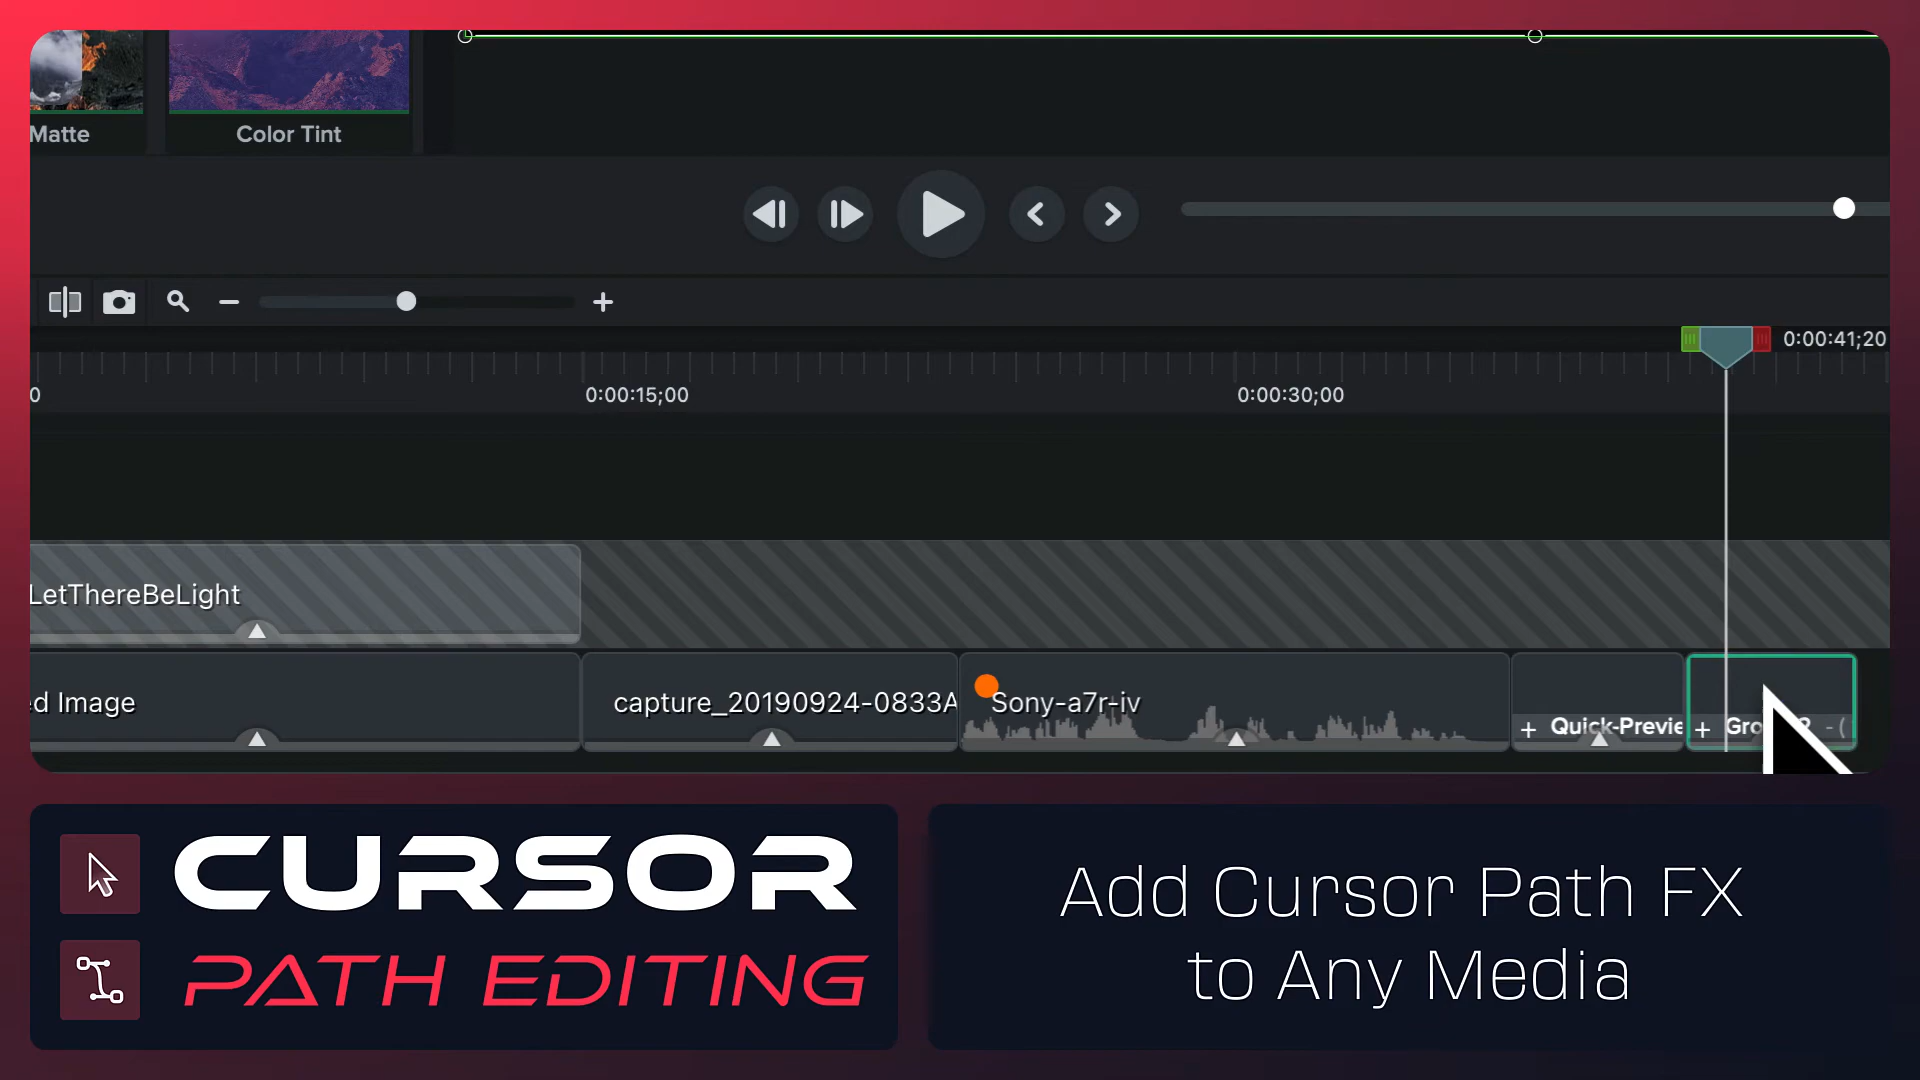 Matte
Color Tint
0:00:41;20
0
0:00:15;00
0:00:30;00
LetThereBeLight
d Image
capture_20190924-0833A
Sony-a7r-iv
+ Quick-Previe
+ Gro
- (
CURSOR
PATH EDITING
Add Cursor Path FX
to Any Media